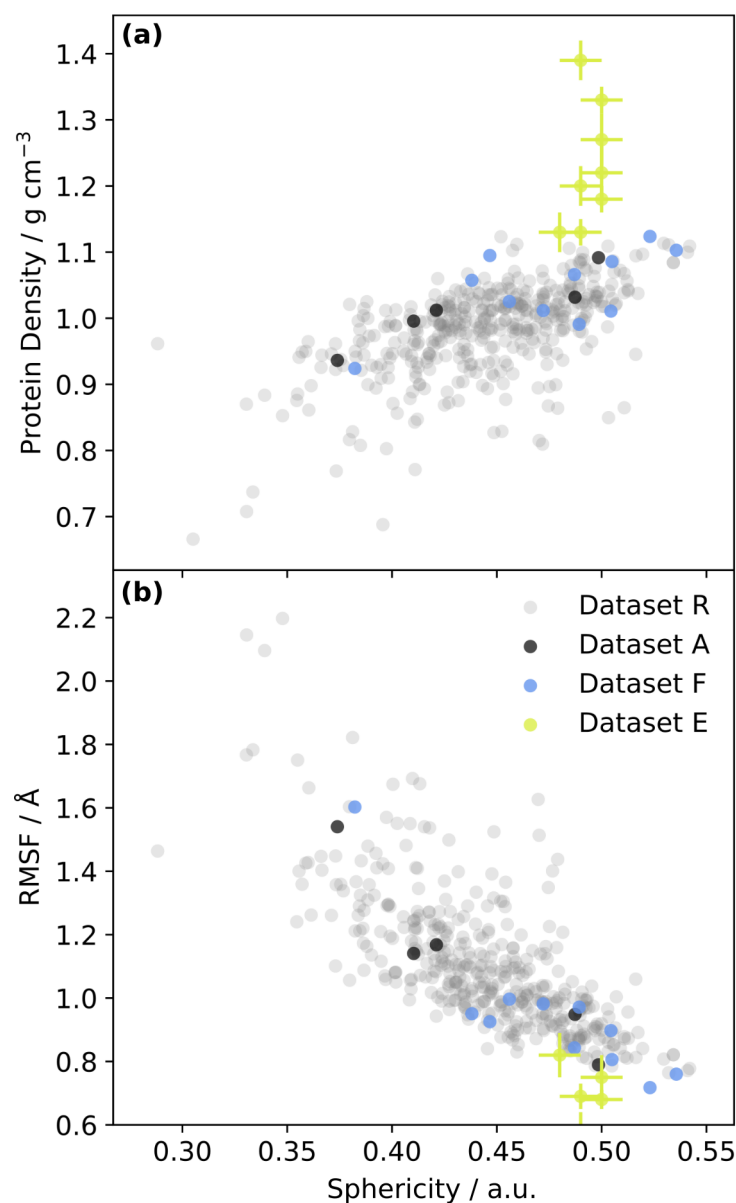 (a)
1.4
1.3
1.2
1.1
1.0
0.9
0.8
0.7
Protein Density / g cm⁻³
(b)
Dataset R
Dataset A
Dataset F
Dataset E
2.2
2.0
1.8
1.6
1.4
1.2
1.0
0.8
0.6
RMSF / Å
0.30 0.35 0.40 0.45 0.50 0.55
Sphericity / a.u.